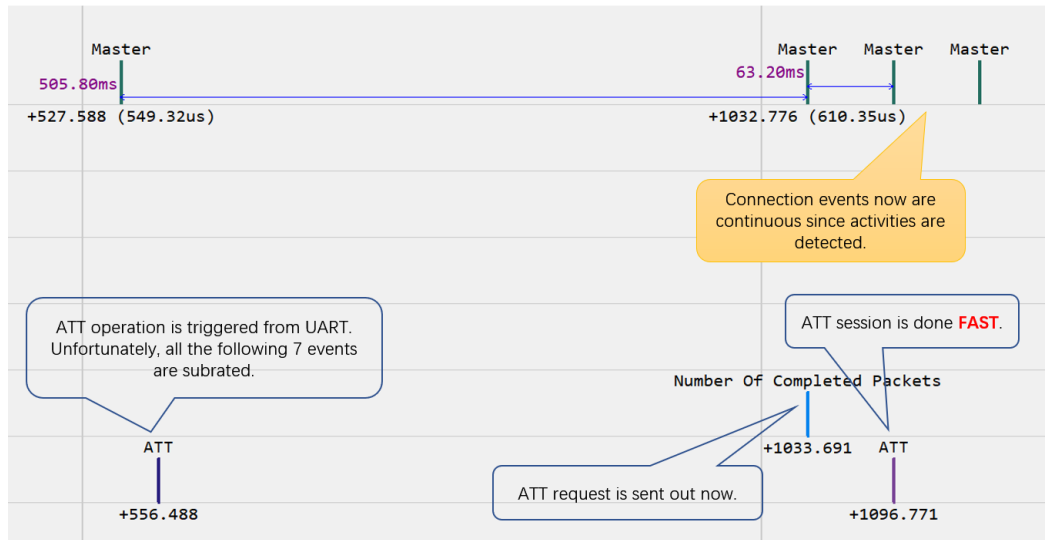 Master
Master
Master
Master
505.80ms
63.20ms
+527.588 (549.32us)
+1032.776 (610.35us)
Connection events now are
continuous since activities are
detected.
ATT operation is triggered from UART.
Unfortunately, all the following 7 events
are subrated.
ATT session is done FAST.
Number Of Completed Packets
ATT
+1033.691
ATT
ATT request is sent out now.
+556.488
+1096.771